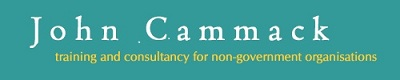 John Cammack
training and consultancy for non-government organisations